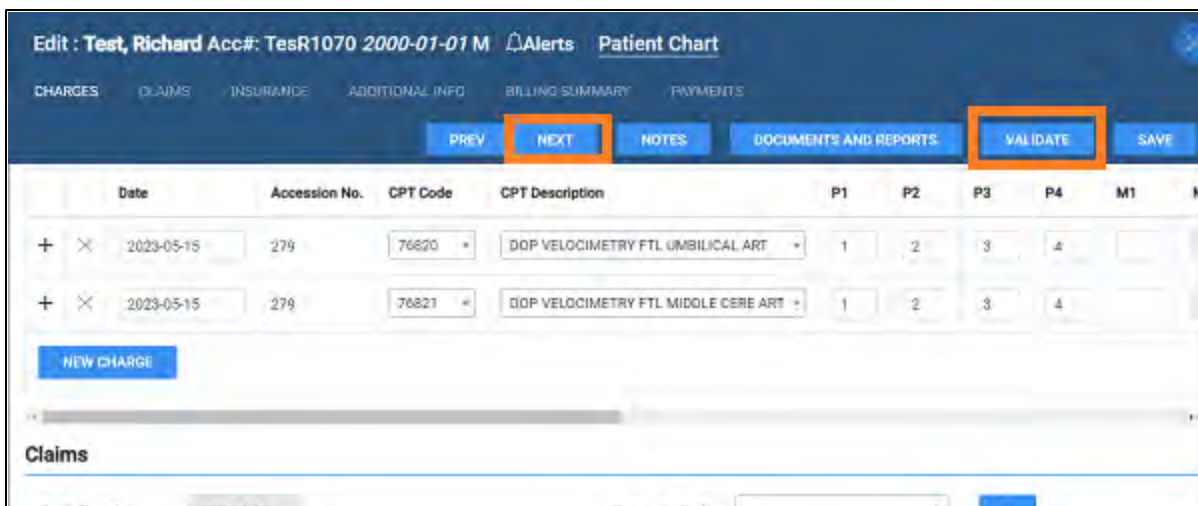 Edit : Test, Richard Acc#: TesR1070 2000-01-01 M Alerts Patient Chart
CHARGES CLAIMS INSURANCE ADDITIONAL INFO BILLING SUMMARY PAYMENTS
PREV NEXT NOTES DOCUMENTS AND REPORTS VALIDATE SAVE
Date Accession No. CPT Code CPT Description P1 P2 P3 P4 M1
+ × 2023-05-15 279 76820 DOP VELOCIMETRY FTL UMBILICAL ART 1 2 3 4
+ × 2023-05-15 279 76821 DOP VELOCIMETRY FTL MIDDLE CERE ART 1 2 3 4
NEW CHARGE
Claims